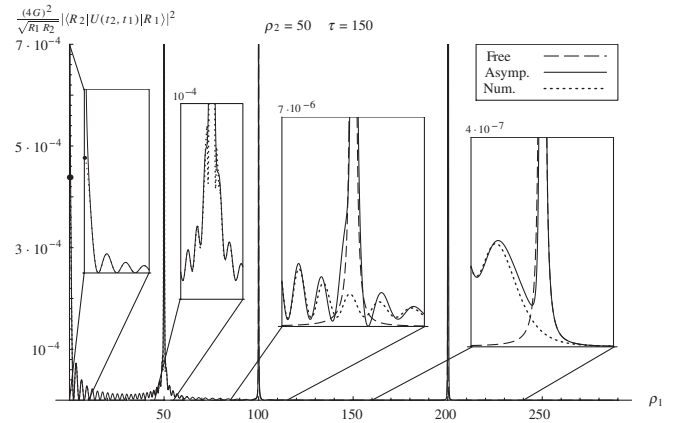 (4G)²/√(R₁ R₂) |⟨R₂|U(t₂, t₁)|R₁⟩|²
ρ₂ = 50 τ = 150
7 · 10⁻⁴
5 · 10⁻⁴
3 · 10⁻⁴
10⁻⁴
10⁻⁴
7·10⁻⁶
4·10⁻⁷
Free
Asymp.
Num.
50 100 150 200 250 ρ₁